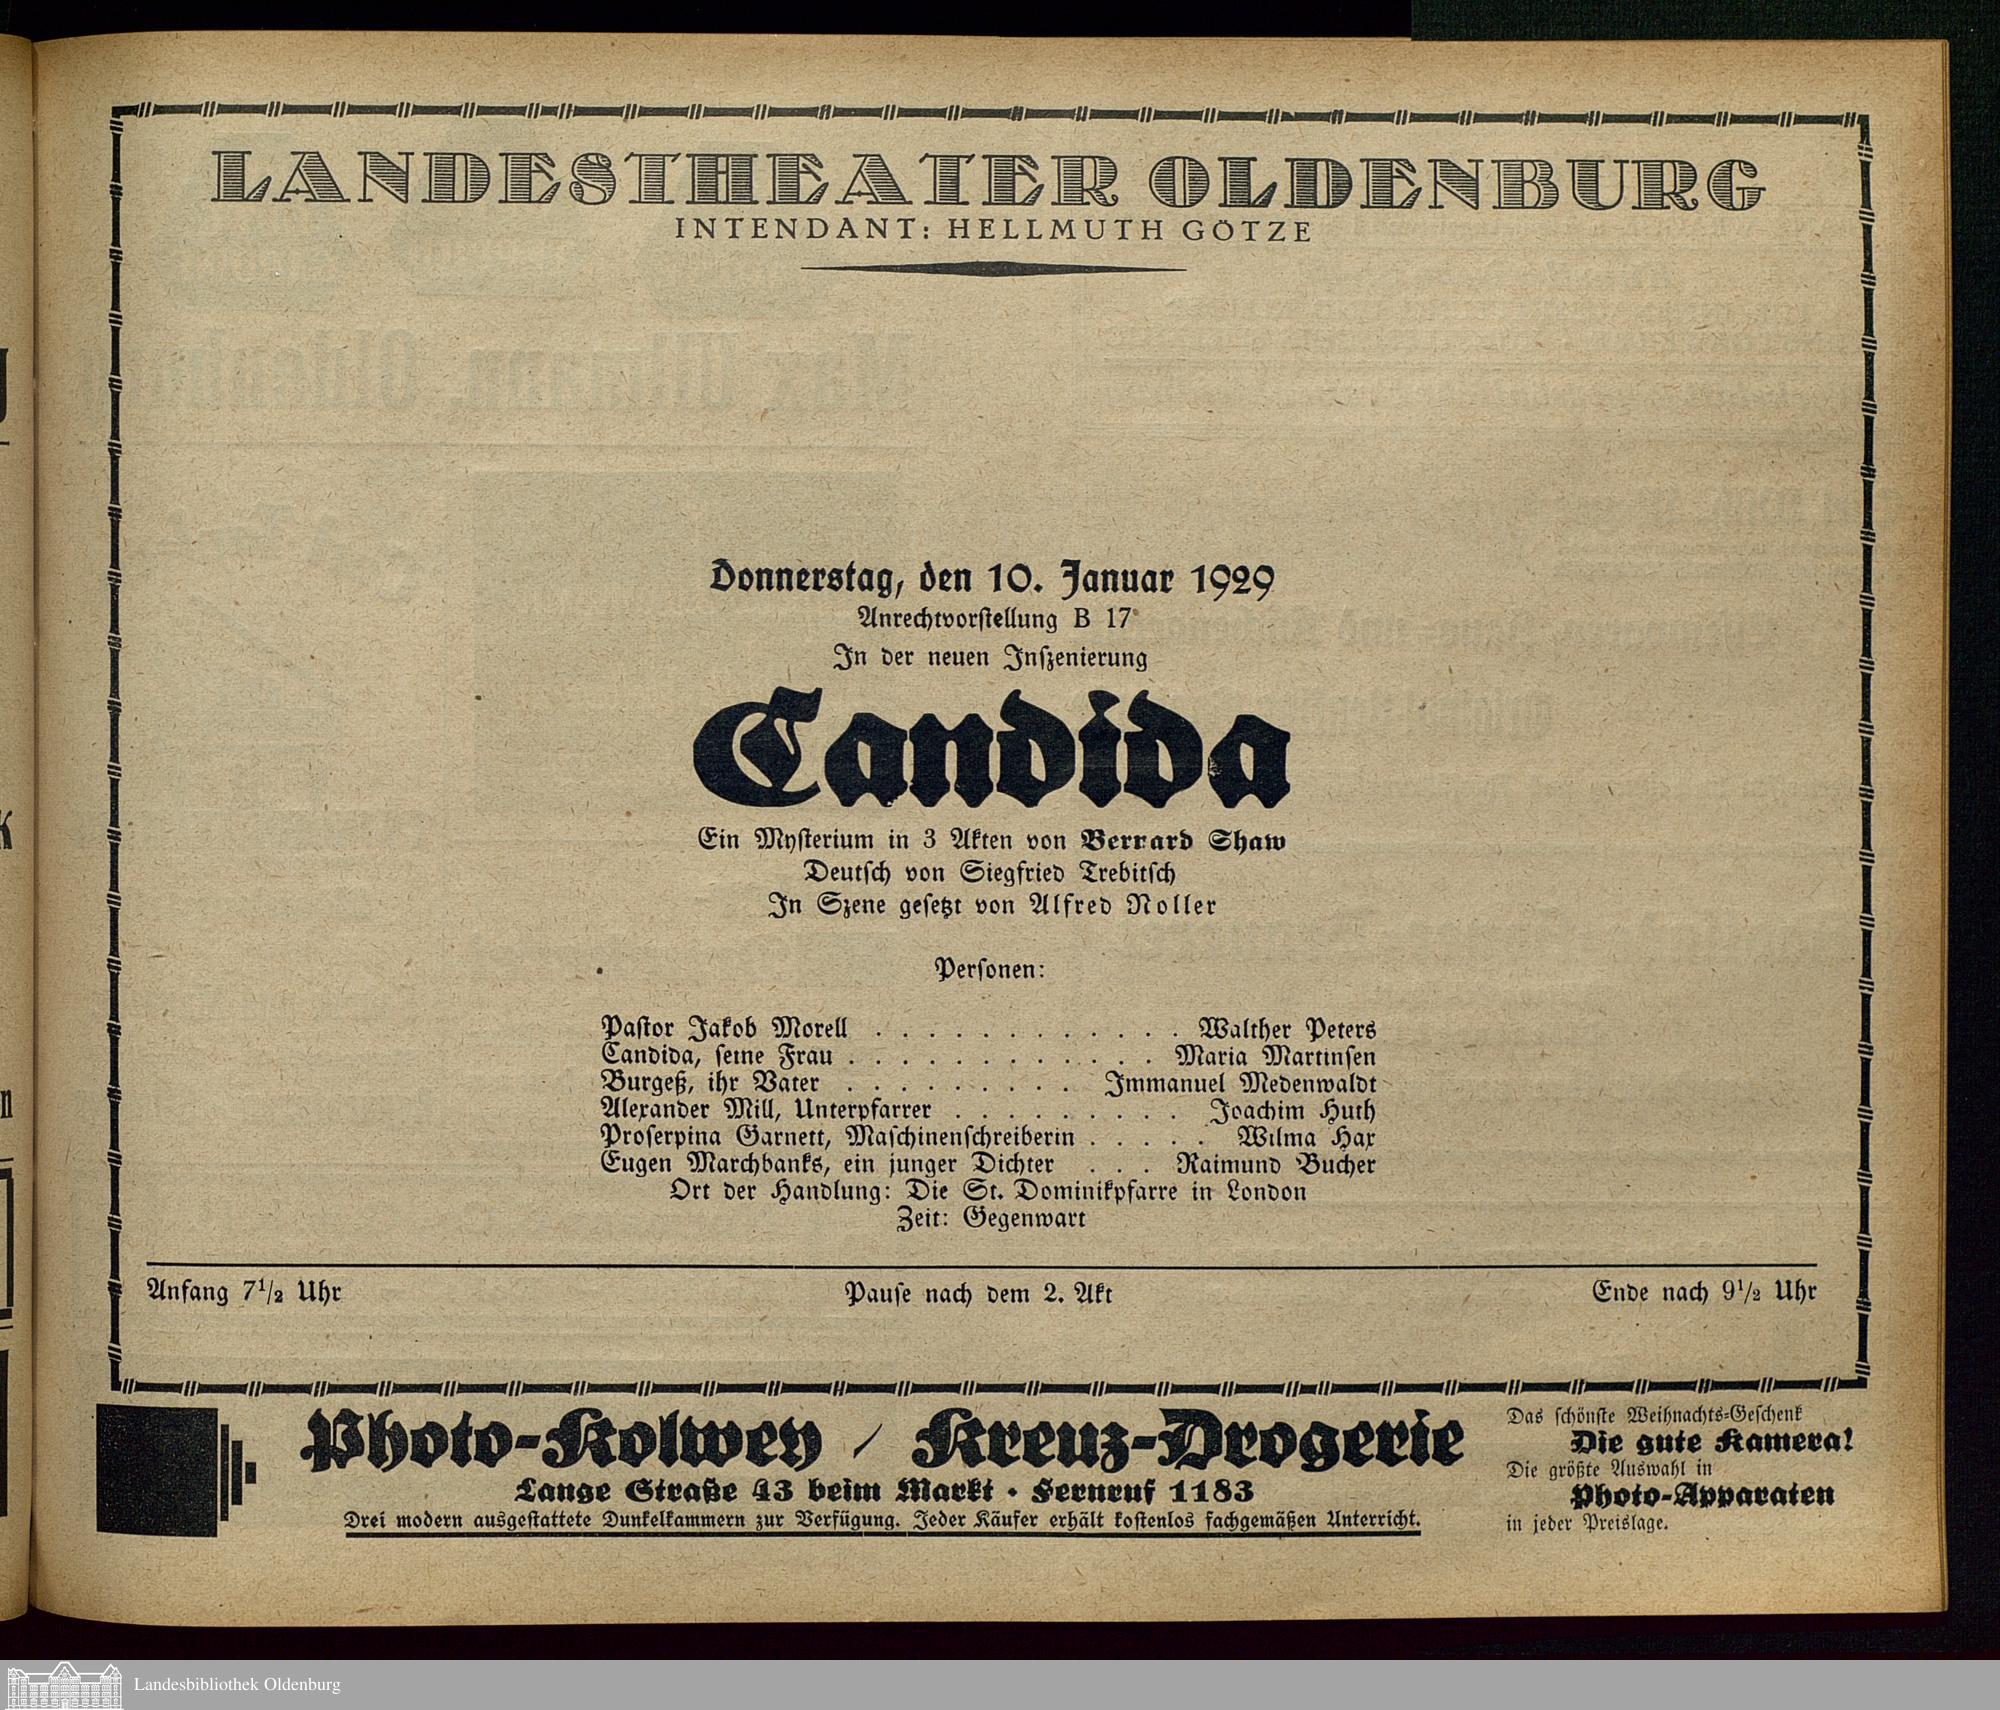 LANDESTHEATER OLDENBURG
INTENDANT: HELLMUTH GÖTZE
Donnerstag, den 10. Januar 1929
Anrechtvorstellung B 17
In der neuen Inszenierung
Candida
Ein Mysterium in 3 Akten von Bernard Shaw
Deutsch von Siegfried Trebitsch
In Szene gesetzt von Alfred Noller
Personen:
Pastor Jakob Morell . . . . . . . . . . . . Walther Peters
Candida, seine Frau . . . . . . . . . . . . Maria Martinsen
Burgeß, ihr Vater . . . . . . . . . Immanuel Medenwaldt
Alexander Mill, Unterpfarrer . . . . . . . . . Joachim Huth
Proserpina Garnett, Maschinenschreiberin . . . . . Wilma Hax
Eugen Marchbanks, ein junger Dichter . . . Raimund Bucher
Ort der Handlung: Die St. Dominikpfarre in London
Zeit: Gegenwart
Anfang 7½ Uhr Pause nach dem 2. Akt Ende nach 9½ Uhr
Photo-Kolwey / Kreuz-Drogerie
Lange Straße 43 beim Markt • Fernruf 1183
Drei modern ausgestattete Dunkelkammern zur Verfügung. Jeder Käufer erhält kostenlos fachgemäßen Unterricht.
Das schönste Weihnachts-Geschenk
Die gute Kamera!
Die größte Auswahl in
Photo-Apparaten
in jeder Preislage.
Landesbibliothek Oldenburg